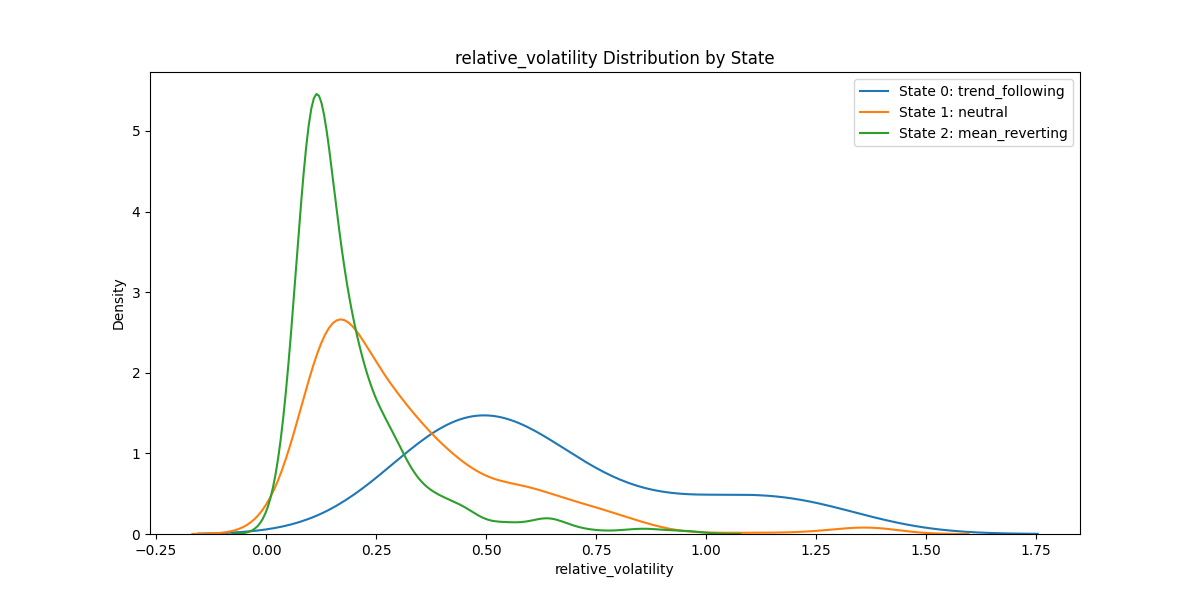 relative_volatility Distribution by State
State 0: trend_following
State 1: neutral
State 2: mean_reverting
Density
5
4
3
2
1
0
−0.25 0.00 0.25 0.50 0.75 1.00 1.25 1.50 1.75
relative_volatility